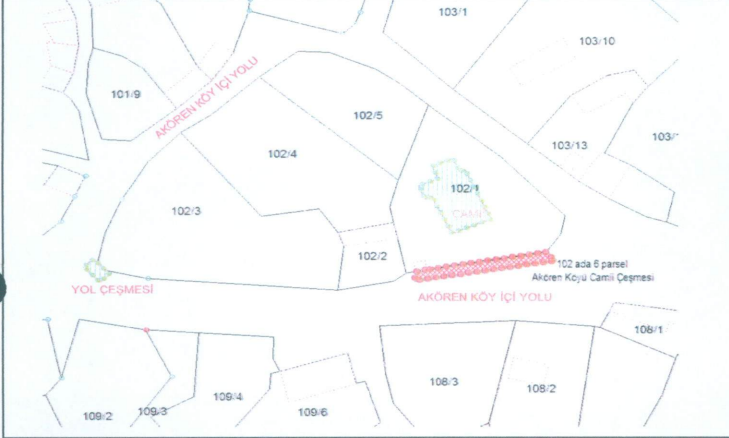 103/1
103/10
101/9
AKÖREN KÖY İÇİ YOLU
102/5
103/13
103/
102/4
102/1
CAMİ
102/3
102/2
102 ada 6 parsel
Akören Köyü Camii Çeşmesi
YOL ÇEŞMESİ
AKÖREN KÖY İÇİ YOLU
108/1
108/3
108/2
109/2
109/3
109/4
109/6